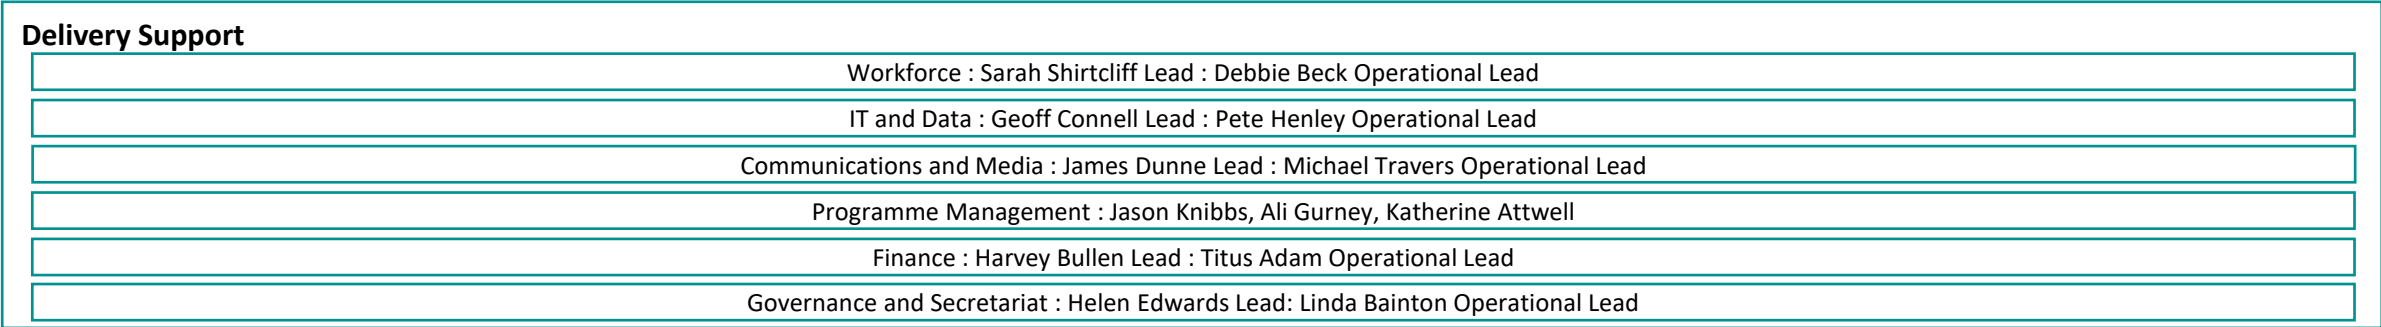 Delivery Support
Workforce : Sarah Shirtcliff Lead : Debbie Beck Operational Lead
IT and Data : Geoff Connell Lead : Pete Henley Operational Lead
Communications and Media : James Dunne Lead : Michael Travers Operational Lead
Programme Management : Jason Knibbs, Ali Gurney, Katherine Attwell
Finance : Harvey Bullen Lead : Titus Adam Operational Lead
Governance and Secretariat : Helen Edwards Lead: Linda Bainton Operational Lead